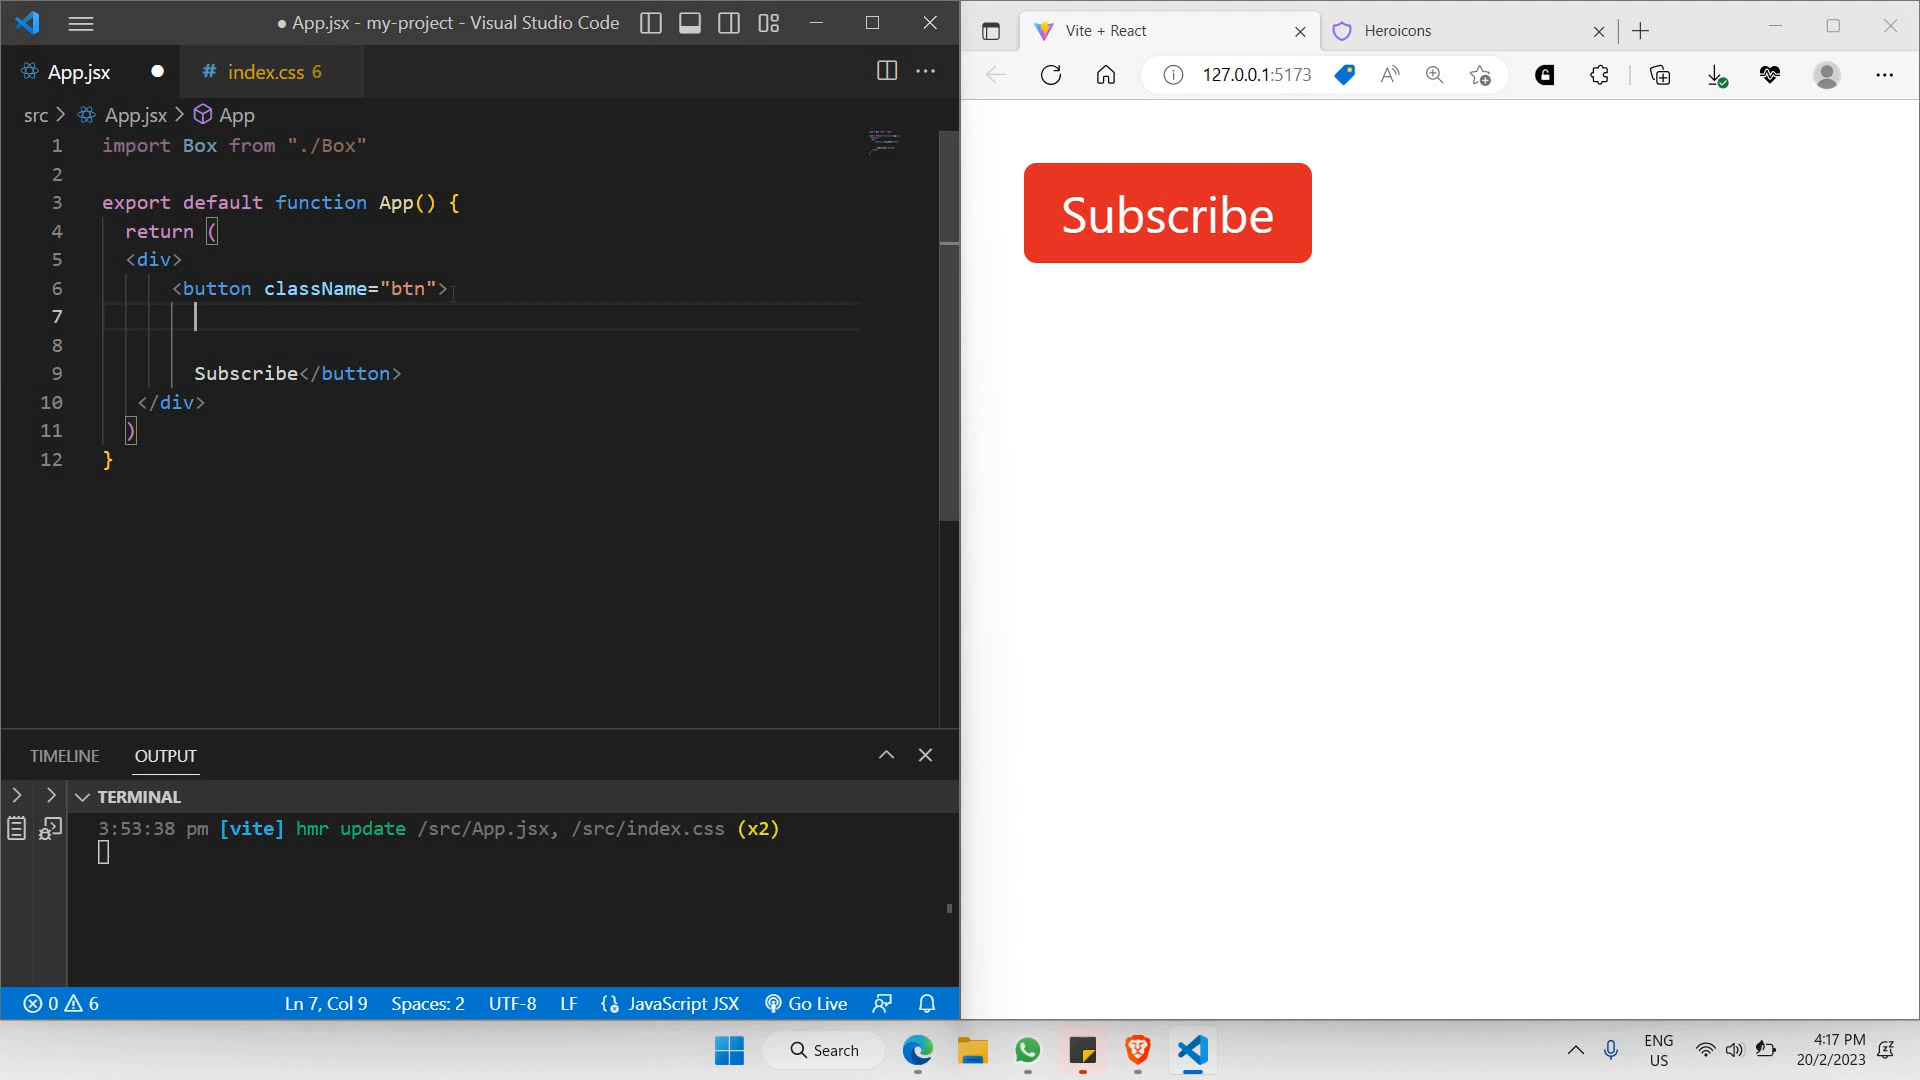 ● App.jsx - my-project - Visual Studio Code
App.jsx
# index.css 6
src > App.jsx > App
1 import Box from "./Box"
2
3 export default function App() {
4 return (
5 <div>
6 <button className="btn">
7
8
9 Subscribe</button>
10 </div>
11 )
12 }
TIMELINE OUTPUT
TERMINAL
3:53:38 pm [vite] hmr update /src/App.jsx, /src/index.css (x2)
0 6 Ln 7, Col 9 Spaces: 2 UTF-8 LF JavaScript JSX Go Live
Vite + React
Heroicons
127.0.0.1:5173
Subscribe
Search
ENG
US
4:17 PM
20/2/2023